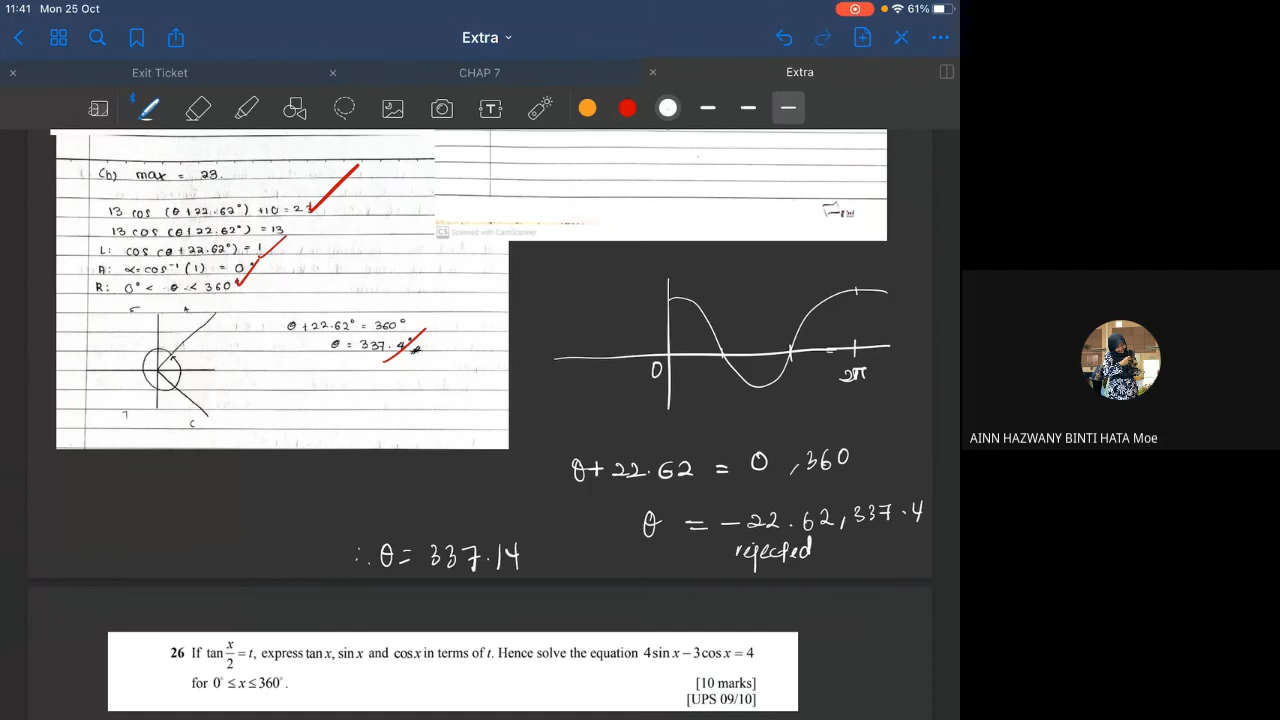 11:41 Mon 25 Oct
61%
Extra
Exit Ticket
CHAP 7
Extra
(b) max = 23.
13 cos (θ+22.62°) +10 = 23
13 cos (θ+22.62°) = 13
L: cos (θ+22.62°) = 1
A: α=cos⁻¹ (1) = 0°
R: 0° < θ < 360°
S A
T C
θ+22.62° = 360°
θ = 337.4°
CS Scanned with CamScanner
0
2π
θ+22.62 = 0, 360
θ = -22.62, 337.4
rejected
∴ θ = 337.14
26 If tan x/2 = t, express tan x, sin x and cos x in terms of t. Hence solve the equation 4 sin x − 3 cos x = 4
for 0° ≤ x ≤ 360°.
[10 marks]
[UPS 09/10]
AINN HAZWANY BINTI HATA Moe